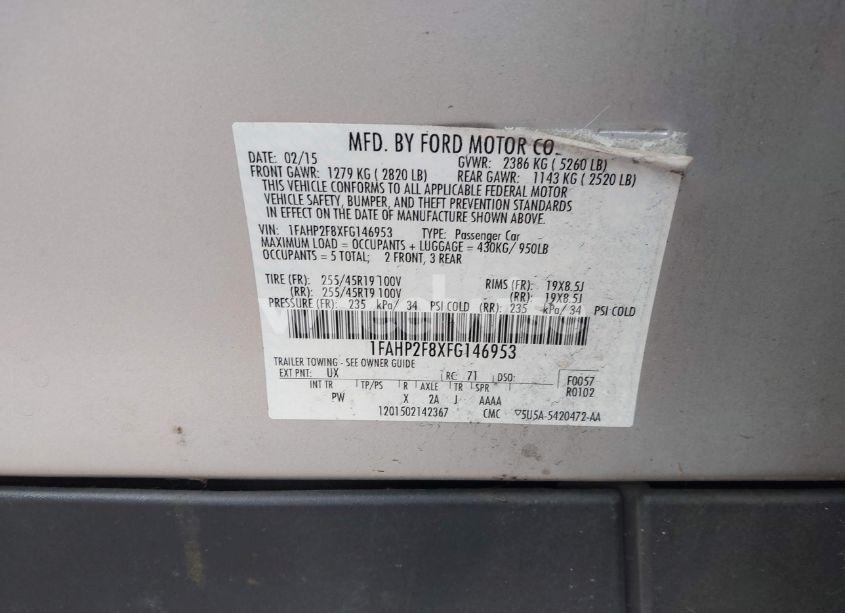 MFD. BY FORD MOTOR CO.
DATE: 02/15 GVWR: 2386 KG ( 5260 LB)
FRONT GAWR: 1279 KG ( 2820 LB) REAR GAWR: 1143 KG ( 2520 LB)
THIS VEHICLE CONFORMS TO ALL APPLICABLE FEDERAL MOTOR
VEHICLE SAFETY, BUMPER, AND THEFT PREVENTION STANDARDS
IN EFFECT ON THE DATE OF MANUFACTURE SHOWN ABOVE.
VIN: 1FAHP2F8XFG146953 TYPE: Passenger Car
MAXIMUM LOAD = OCCUPANTS + LUGGAGE = 430KG/ 950LB
OCCUPANTS = 5 TOTAL; 2 FRONT, 3 REAR
TIRE (FR): 255/45R19 100V RIMS (FR): 19X8.5J
(RR): 255/45R19 100V (RR): 19X8.5J
PRESSURE (FR): 235 kPa/ 34 PSI COLD (RR): 235 kPa/ 34 PSI COLD
1FAHP2F8XFG146953
TRAILER TOWING - SEE OWNER GUIDE
EXT PNT: UX RC: 71 DSO: F0057
INT TR TP/PS R AXLE TR SPR R0102
PW X 2A J AAAA
1201502142367 CMC ▽5U5A-5420472-AA